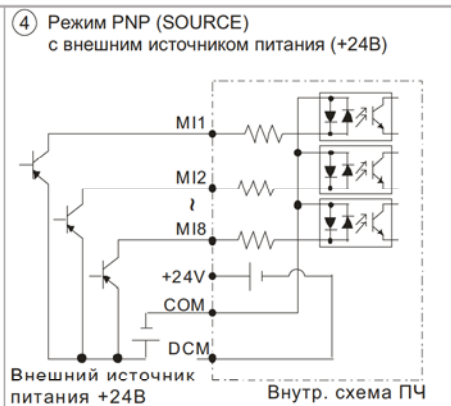 4 Режим PNP (SOURCE)
с внешним источником питания (+24В)
MI1
MI2
~
MI8
+24V
COM
DCM
Внешний источник
питания +24В
Внутр. схема ПЧ